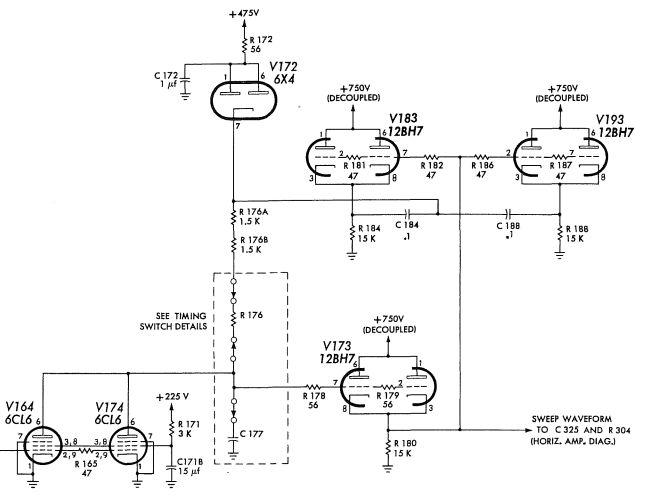 +475V
R 172
56
V172
6X4
C 172
1 µf
1
6
7
+750V
(DECOUPLED)
V183
12BH7
1
6
2
R 181
47
7
3
8
R 182
47
R 186
47
+750V
(DECOUPLED)
V193
12BH7
1
6
2
7
R 187
47
3
8
R 176A
1.5 K
R 176B
1.5 K
R 184
15 K
C 184
.1
C 188
.1
R 188
15 K
SEE TIMING
SWITCH DETAILS
R 176
+750V
(DECOUPLED)
V173
12BH7
6
1
7
R 179
56
2
8
3
R 178
56
V164
6CL6
6
7
3,8
2,9
1
R 165
47
V174
6CL6
6
3,8
2,9
7
1
+225 V
R 171
3 K
C171B
15 µf
C 177
R 180
15 K
SWEEP WAVEFORM
TO C 325 AND R 304
(HORIZ. AMP. DIAG.)